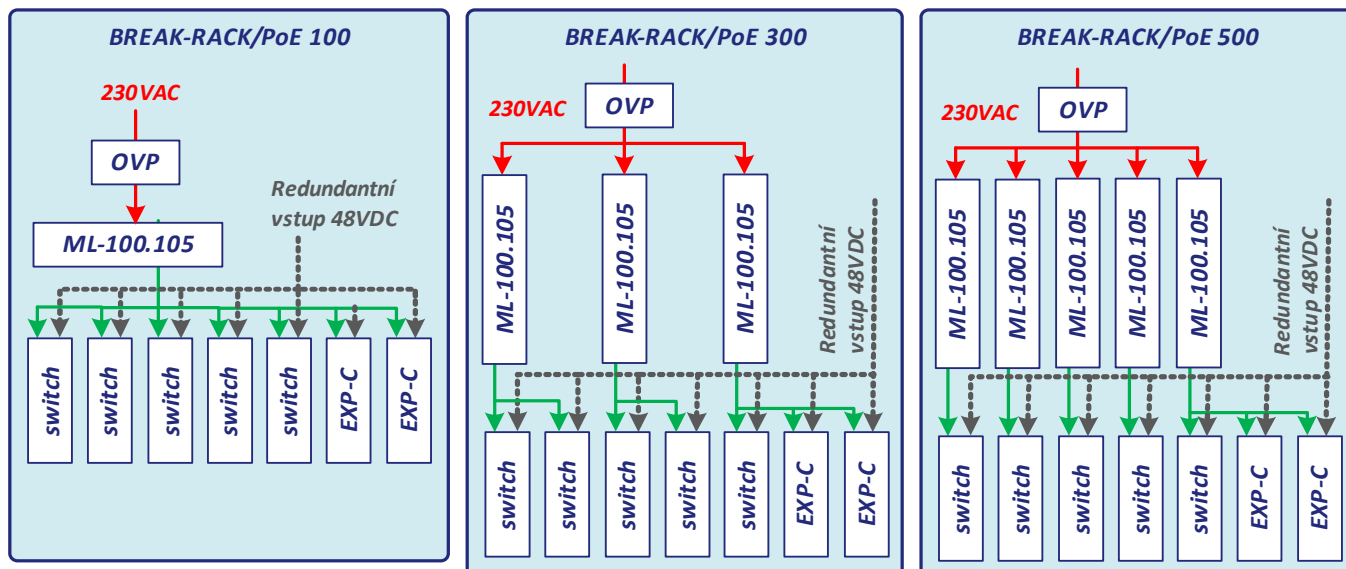 BREAK-RACK/PoE 100
230VAC
OVP
Redundantní
vstup 48VDC
ML-100.105
switch
switch
switch
switch
switch
EXP-C
EXP-C
BREAK-RACK/PoE 300
230VAC
OVP
ML-100.105
ML-100.105
ML-100.105
Redundantní
vstup 48VDC
switch
switch
switch
switch
switch
EXP-C
EXP-C
BREAK-RACK/PoE 500
230VAC
OVP
ML-100.105
ML-100.105
ML-100.105
ML-100.105
ML-100.105
Redundantní
vstup 48VDC
switch
switch
switch
switch
switch
EXP-C
EXP-C